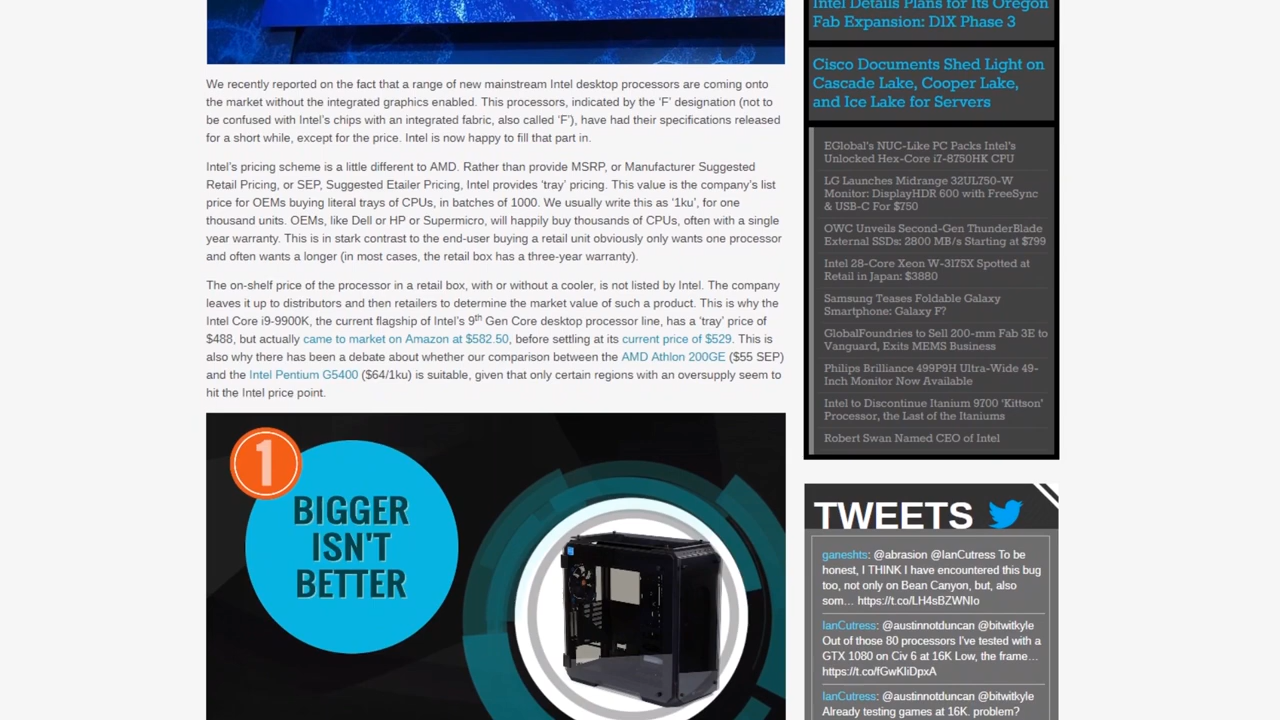 We recently reported on the fact that a range of new mainstream Intel desktop processors are coming onto
the market without the integrated graphics enabled. This processors, indicated by the ‘F’ designation (not to
be confused with Intel’s chips with an integrated fabric, also called ‘F’), have had their specifications released
for a short while, except for the price. Intel is now happy to fill that part in.
Intel’s pricing scheme is a little different to AMD. Rather than provide MSRP, or Manufacturer Suggested
Retail Pricing, or SEP, Suggested Etailer Pricing, Intel provides ‘tray’ pricing. This value is the company’s list
price for OEMs buying literal trays of CPUs, in batches of 1000. We usually write this as ‘1ku’, for one
thousand units. OEMs, like Dell or HP or Supermicro, will happily buy thousands of CPUs, often with a single
year warranty. This is in stark contrast to the end-user buying a retail unit obviously only wants one processor
and often wants a longer (in most cases, the retail box has a three-year warranty).
The on-shelf price of the processor in a retail box, with or without a cooler, is not listed by Intel. The company
leaves it up to distributors and then retailers to determine the market value of such a product. This is why the
Intel Core i9-9900K, the current flagship of Intel’s 9th Gen Core desktop processor line, has a ‘tray’ price of
$488, but actually came to market on Amazon at $582.50, before settling at its current price of $529. This is
also why there has been a debate about whether our comparison between the AMD Athlon 200GE ($55 SEP)
and the Intel Pentium G5400 ($64/1ku) is suitable, given that only certain regions with an oversupply seem to
hit the Intel price point.
1
BIGGER
ISN'T
BETTER
Intel Details Plans for Its Oregon
Fab Expansion: D1X Phase 3
Cisco Documents Shed Light on
Cascade Lake, Cooper Lake,
and Ice Lake for Servers
EGlobal's NUC-Like PC Packs Intel's
Unlocked Hex-Core i7-8750HK CPU
LG Launches Midrange 32UL750-W
Monitor: DisplayHDR 600 with FreeSync
& USB-C For $750
OWC Unveils Second-Gen ThunderBlade
External SSDs: 2800 MB/s Starting at $799
Intel 28-Core Xeon W-3175X Spotted at
Retail in Japan: $3880
Samsung Teases Foldable Galaxy
Smartphone: Galaxy F?
GlobalFoundries to Sell 200-mm Fab 3E to
Vanguard, Exits MEMS Business
Philips Brilliance 499P9H Ultra-Wide 49-
Inch Monitor Now Available
Intel to Discontinue Itanium 9700 ‘Kittson’
Processor, the Last of the Itaniums
Robert Swan Named CEO of Intel
TWEETS
ganeshts: @abrasion @IanCutress To be
honest, I THINK I have encountered this bug
too, not only on Bean Canyon, but, also
som… https://t.co/LH4sBZWNIo
IanCutress: @austinnotduncan @bitwitkyle
Out of those 80 processors I've tested with a
GTX 1080 on Civ 6 at 16K Low, the frame…
https://t.co/fGwKliDpxA
IanCutress: @austinnotduncan @bitwitkyle
Already testing games at 16K. problem?